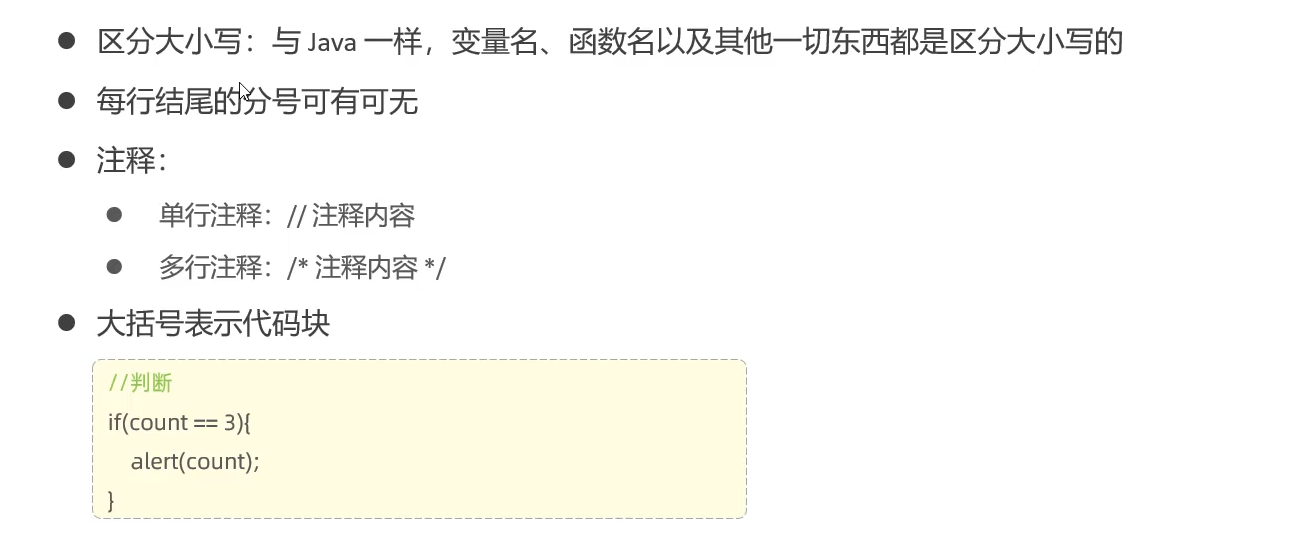 区分大小写：与 Java 一样，变量名、函数名以及其他一切东西都是区分大小写的
每行结尾的分号可有可无
注释：
单行注释：// 注释内容
多行注释：/* 注释内容 */
大括号表示代码块
//判断
if(count == 3){
    alert(count);
}